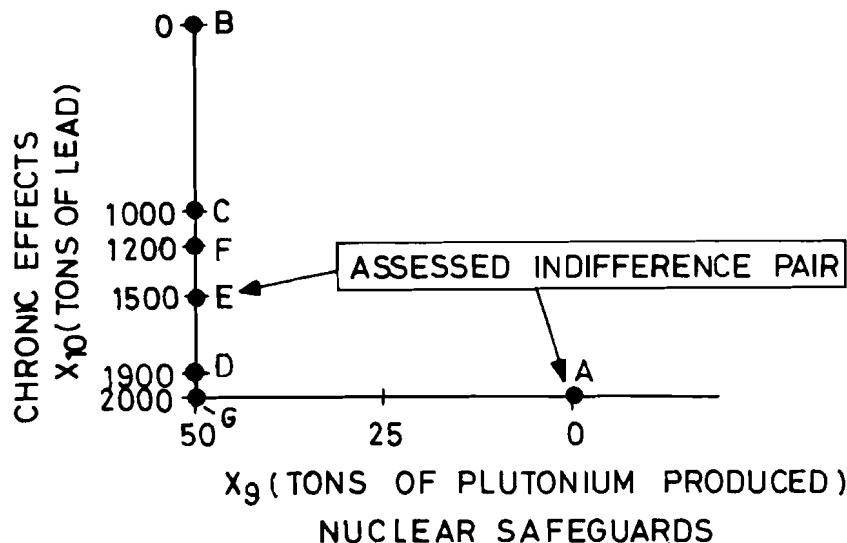 0 B
CHRONIC EFFECTS
X10 (TONS OF LEAD)
1000 C
1200 F
ASSESSED INDIFFERENCE PAIR
1500 E
1900 D
A
2000
G
50 25 0
X9 (TONS OF PLUTONIUM PRODUCED)
NUCLEAR SAFEGUARDS